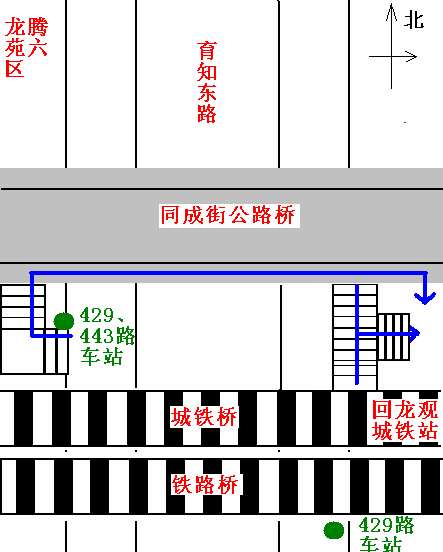 龙腾
苑六
区
育知东路
北
同成街公路桥
429、
443路
车站
城铁桥
回龙观
城铁站
铁路桥
429路
车站